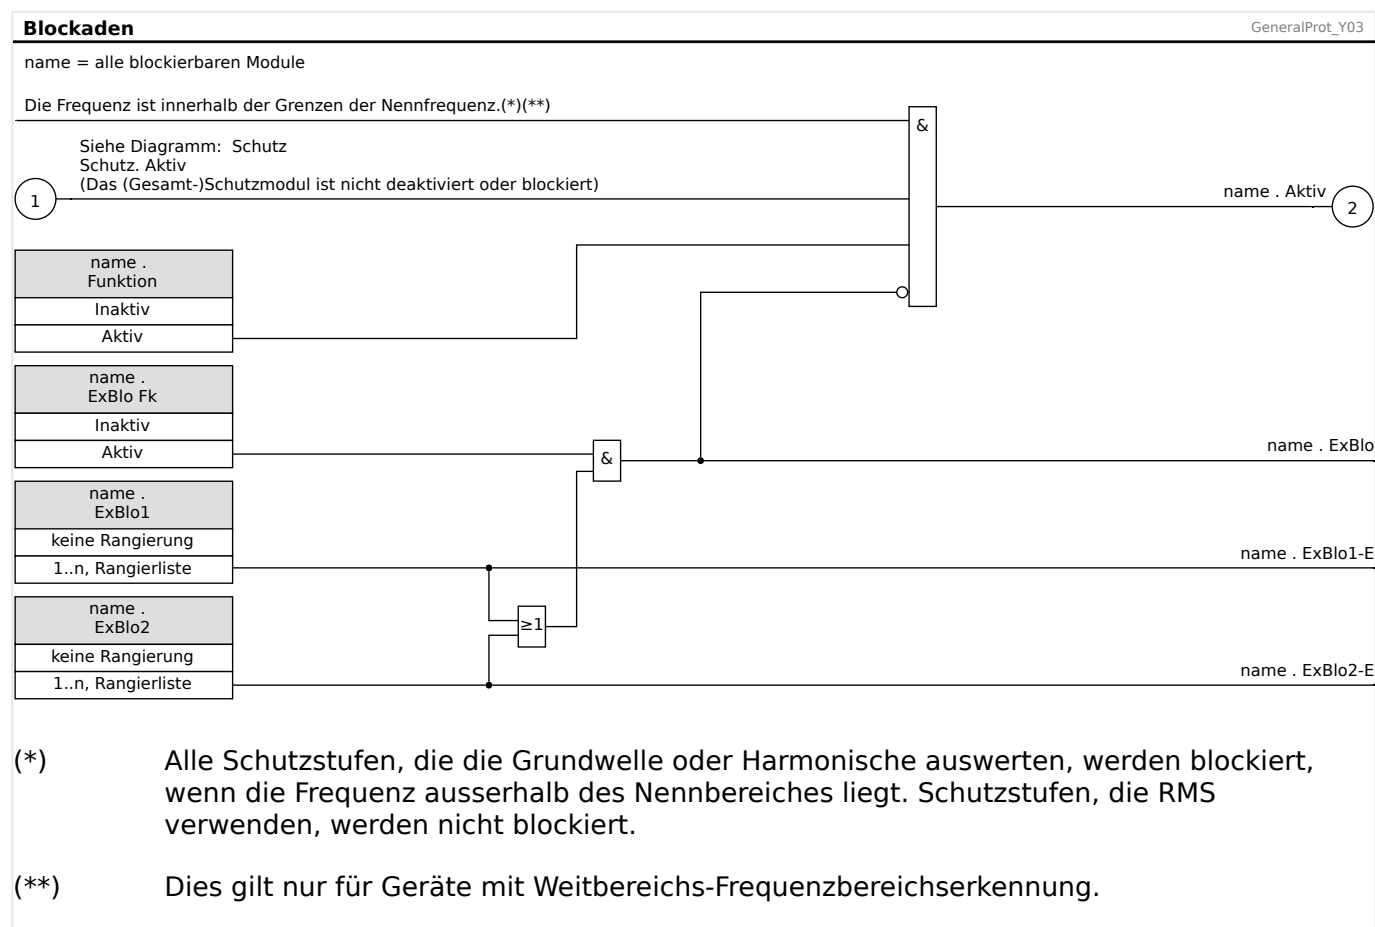 Blockaden
GeneralProt_Y03
name = alle blockierbaren Module
Die Frequenz ist innerhalb der Grenzen der Nennfrequenz.(*)(**)
&
Siehe Diagramm:  Schutz
Schutz. Aktiv
(Das (Gesamt-)Schutzmodul ist nicht deaktiviert oder blockiert)
1
name . Aktiv
2
name .
Funktion
Inaktiv
Aktiv
name .
ExBlo Fk
Inaktiv
Aktiv
&
name . ExBlo
name .
ExBlo1
keine Rangierung
1..n, Rangierliste
name . ExBlo1-E
name .
ExBlo2
≥1
keine Rangierung
1..n, Rangierliste
name . ExBlo2-E
(*) Alle Schutzstufen, die die Grundwelle oder Harmonische auswerten, werden blockiert,
wenn die Frequenz ausserhalb des Nennbereiches liegt. Schutzstufen, die RMS
verwenden, werden nicht blockiert.
(**) Dies gilt nur für Geräte mit Weitbereichs-Frequenzbereichserkennung.